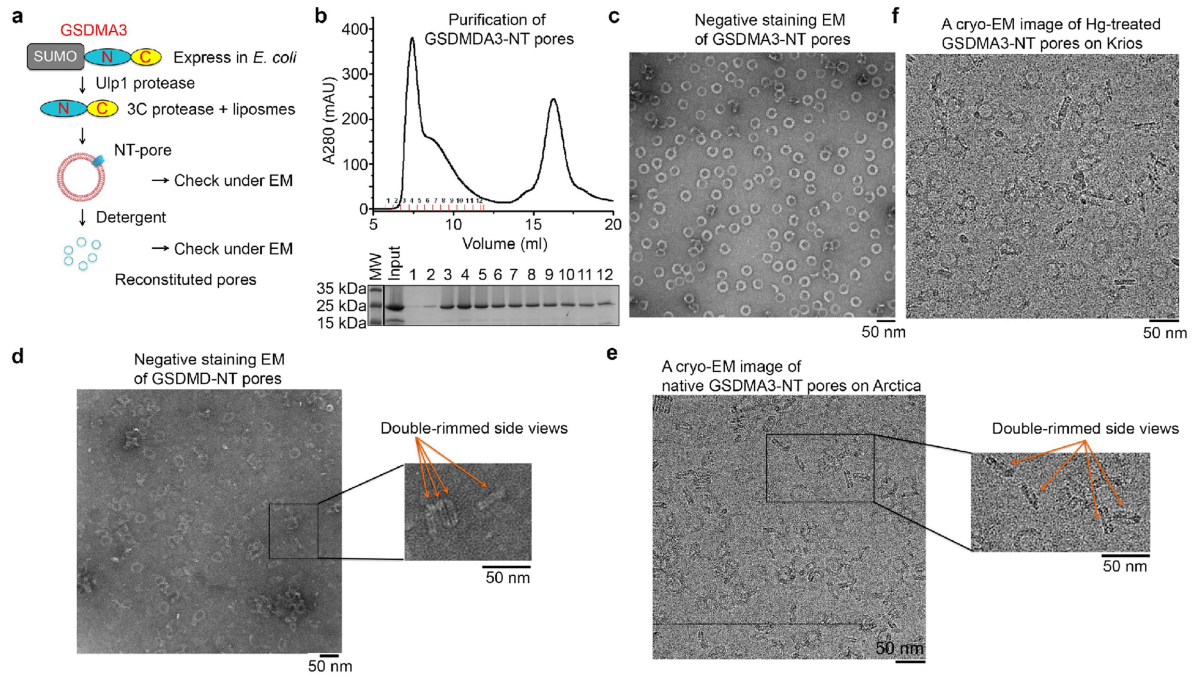 a
GSDMA3
SUMO N C Express in E. coli
Ulp1 protease
N C 3C protease + liposmes
NT-pore
Check under EM
Detergent
Check under EM
Reconstituted pores
b
Purification of
GSDMDA3-NT pores
A280 (mAU)
400
300
200
100
0
1 2 3 4 5 6 7 8 9 10 11 12
5 10 15 20
Volume (ml)
MW Input 1 2 3 4 5 6 7 8 9 10 11 12
35 kDa
25 kDa
15 kDa
c
Negative staining EM
of GSDMA3-NT pores
50 nm
f
A cryo-EM image of Hg-treated
GSDMA3-NT pores on Krios
50 nm
d
Negative staining EM
of GSDMD-NT pores
Double-rimmed side views
50 nm
50 nm
e
A cryo-EM image of
native GSDMA3-NT pores on Arctica
Double-rimmed side views
50 nm
50 nm